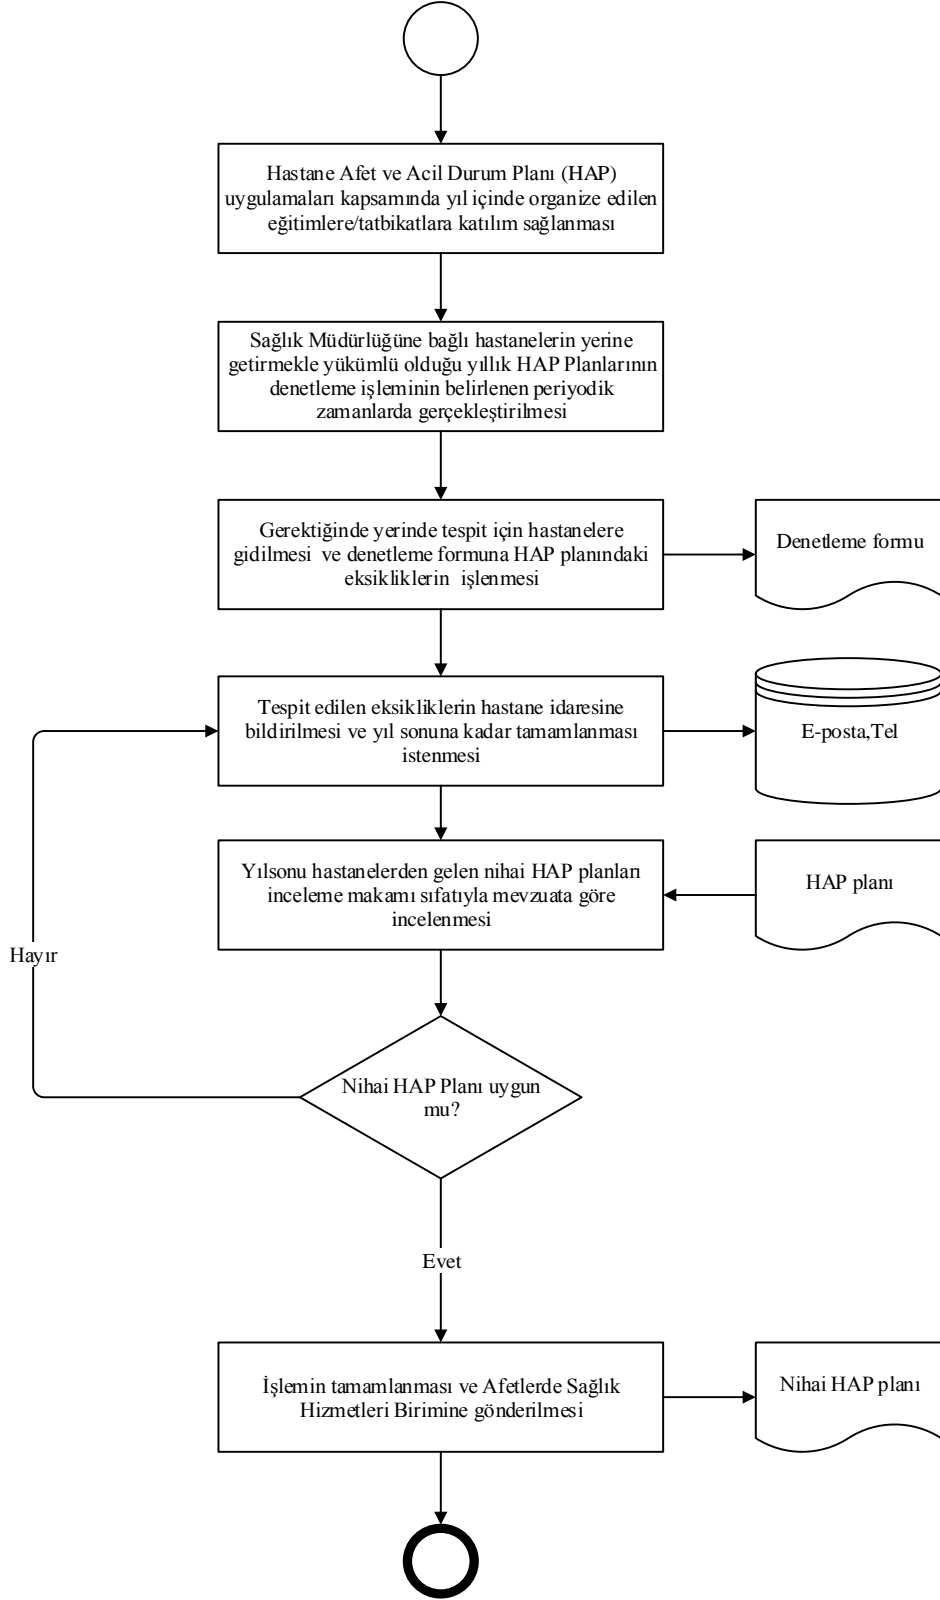 Hastane Afet ve Acil Durum Planı (HAP)
uygulamaları kapsamında yıl içinde organize edilen
eğitimlere/tatbikatlara katılım sağlanması
Sağlık Müdürlüğüne bağlı hastanelerin yerine
getirmekle yükümlü olduğu yıllık HAP Planlarının
denetleme işleminin belirlenen periyodik
zamanlarda gerçekleştirilmesi
Gerektiğinde yerinde tespit için hastanelere
gidilmesi ve denetleme formuna HAP planındaki
eksikliklerin işlenmesi
Denetleme formu
Tespit edilen eksikliklerin hastane idaresine
bildirilmesi ve yıl sonuna kadar tamamlanması
istenmesi
E-posta,Tel
Yılsonu hastanelerden gelen nihai HAP planları
inceleme makamı sıfatıyla mevzuata göre
incelenmesi
HAP planı
Hayır
Nihai HAP Planı uygun
mu?
Evet
İşlemin tamamlanması ve Afetlerde Sağlık
Hizmetleri Birimine gönderilmesi
Nihai HAP planı